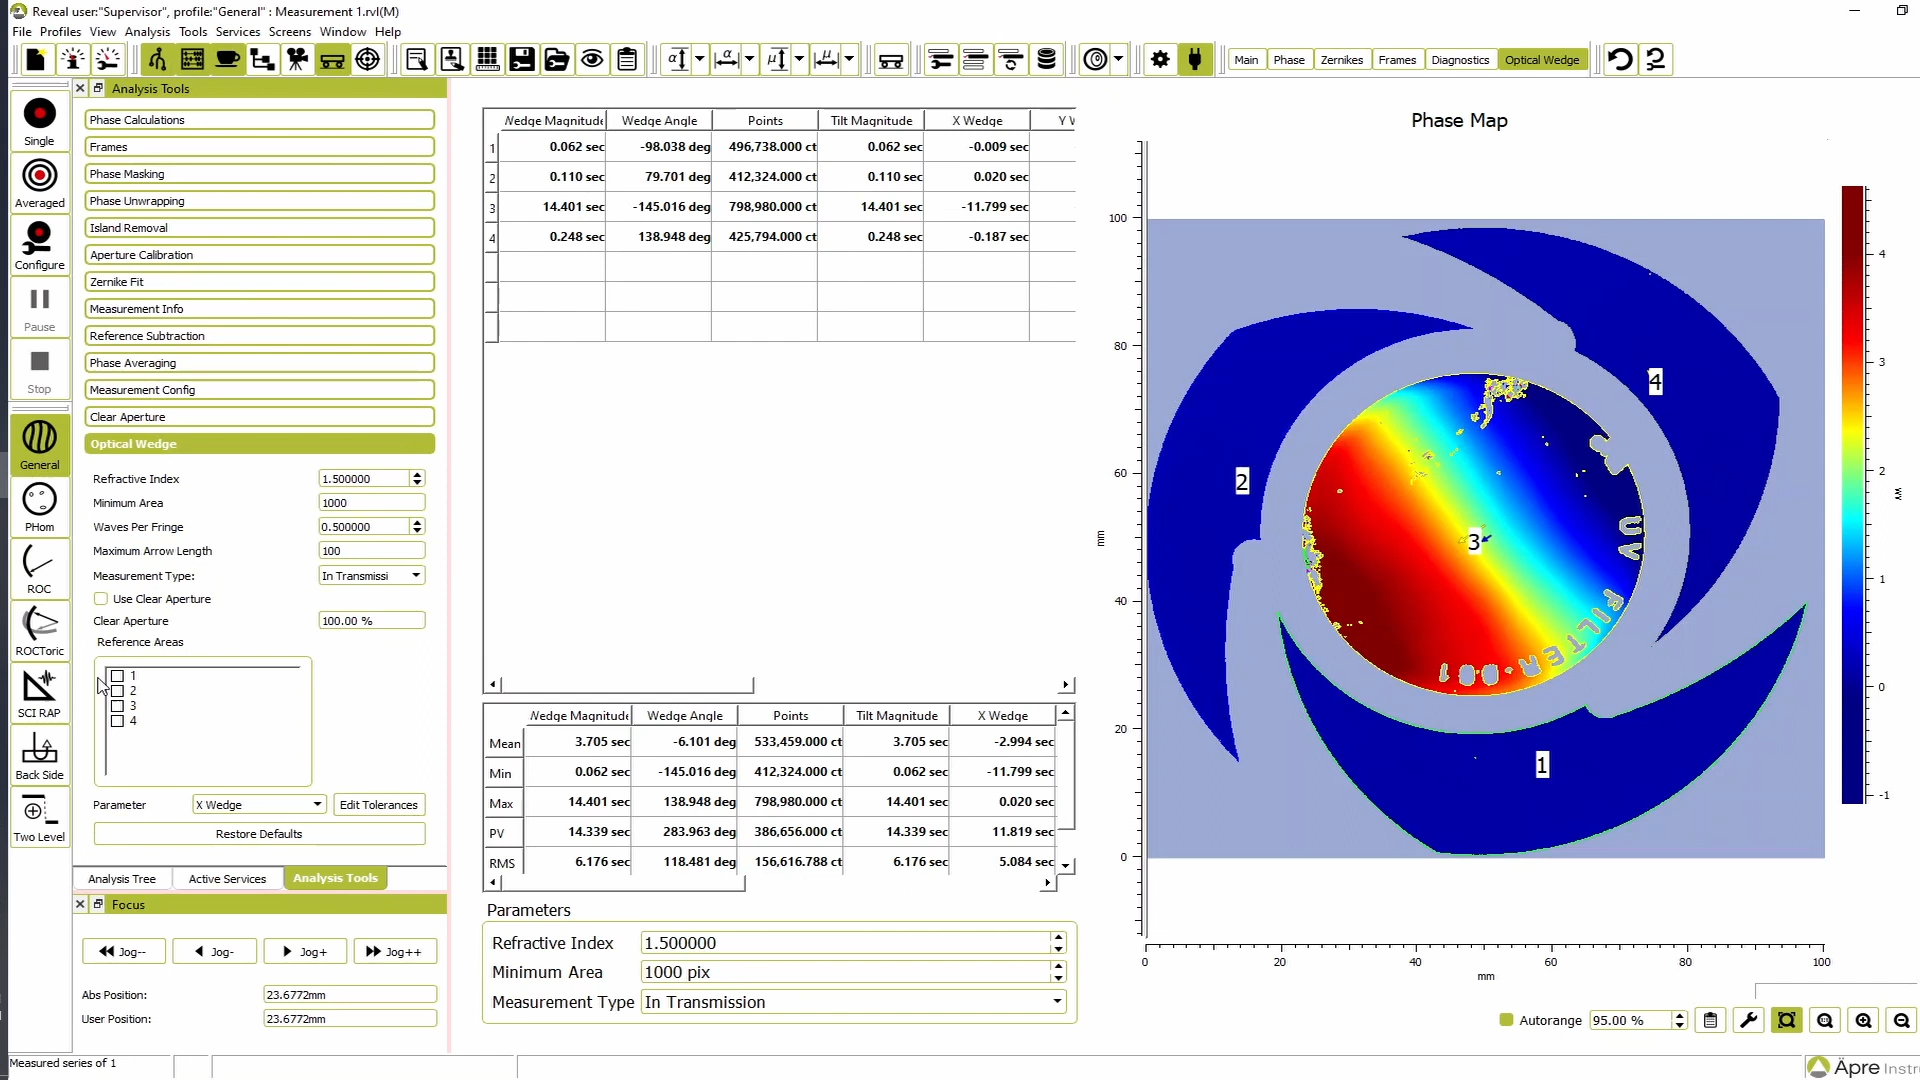 Reveal user:"Supervisor", profile:"General" : Measurement 1.rvl(M)
File Profiles View Analysis Tools Services Screens Window Help
α α μ μ
Main Phase Zernikes Frames Diagnostics Optical Wedge
Single
Averaged
Configure
Pause
Stop
General
PHom
ROC
ROCToric
SCI RAP
Back Side
Two Level
Analysis Tools
Phase Calculations
Frames
Phase Masking
Phase Unwrapping
Island Removal
Aperture Calibration
Zernike Fit
Measurement Info
Reference Subtraction
Phase Averaging
Measurement Config
Clear Aperture
Optical Wedge
Refractive Index 1.500000
Minimum Area 1000
Waves Per Fringe 0.500000
Maximum Arrow Length 100
Measurement Type: In Transmissi
Use Clear Aperture
Clear Aperture 100.00 %
Reference Areas
1
2
3
4
Parameter X Wedge Edit Tolerances
Restore Defaults
Analysis Tree Active Services Analysis Tools
Focus
Jog-- Jog- Jog+ Jog++
Abs Position: 23.6772mm
User Position: 23.6772mm
Measured series of 1
Wedge Magnitude Wedge Angle Points Tilt Magnitude X Wedge Y W
1 0.062 sec -98.038 deg 496,738.000 ct 0.062 sec -0.009 sec
2 0.110 sec 79.701 deg 412,324.000 ct 0.110 sec 0.020 sec
3 14.401 sec -145.016 deg 798,980.000 ct 14.401 sec -11.799 sec
4 0.248 sec 138.948 deg 425,794.000 ct 0.248 sec -0.187 sec
Wedge Magnitude Wedge Angle Points Tilt Magnitude X Wedge
Mean 3.705 sec -6.101 deg 533,459.000 ct 3.705 sec -2.994 sec
Min 0.062 sec -145.016 deg 412,324.000 ct 0.062 sec -11.799 sec
Max 14.401 sec 138.948 deg 798,980.000 ct 14.401 sec 0.020 sec
PV 14.339 sec 283.963 deg 386,656.000 ct 14.339 sec 11.819 sec
RMS 6.176 sec 118.481 deg 156,616.788 ct 6.176 sec 5.084 sec
Parameters
Refractive Index 1.500000
Minimum Area 1000 pix
Measurement Type In Transmission
Phase Map
100
80
60
40
20
0
mm
0 20 40 60 80 100
mm
4
2
3
1
UV
FILTER·0.01
4
3
2
1
0
-1
wv
Autorange 95.00 %
Äpre Instr